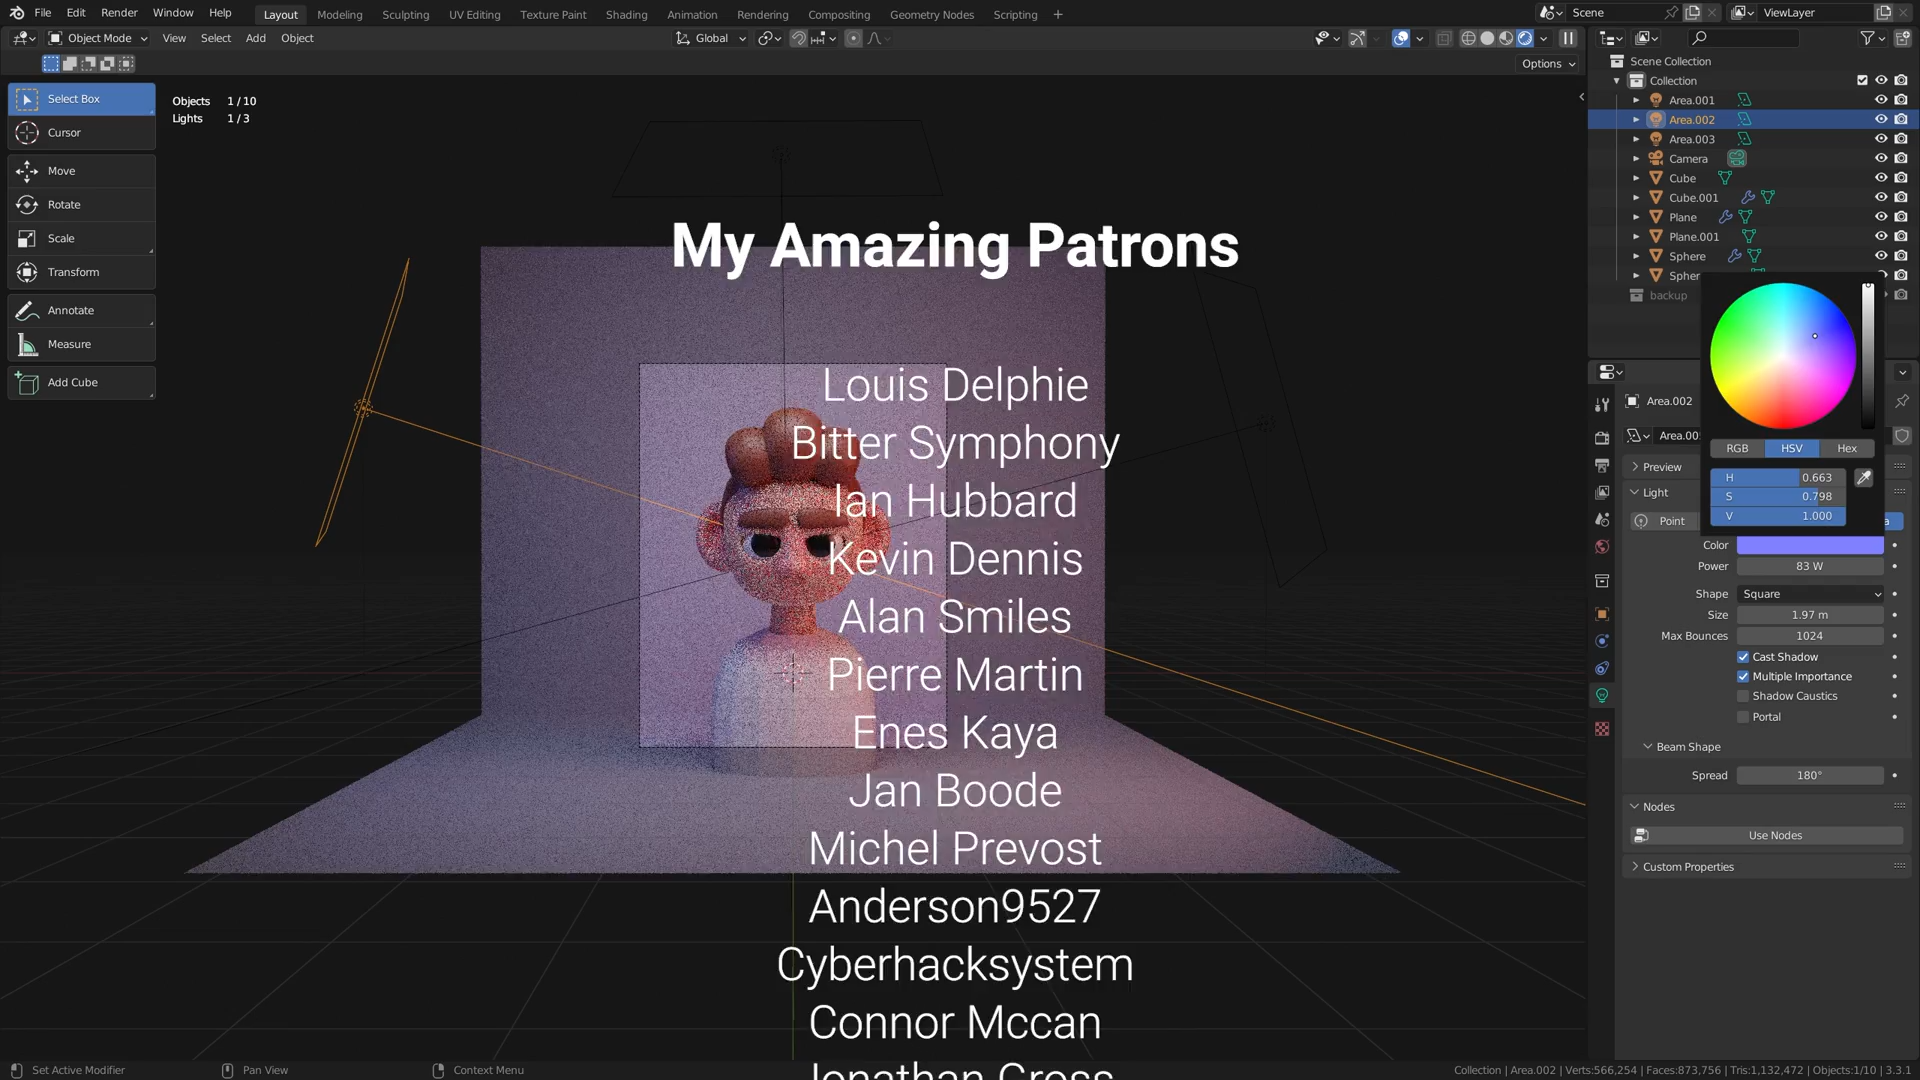 File Edit Render Window Help Layout Modeling Sculpting UV Editing Texture Paint Shading Animation Rendering Compositing Geometry Nodes Scripting + Scene ViewLayer
Object Mode View Select Add Object Global
Options
Select Box
Cursor
Move
Rotate
Scale
Transform
Annotate
Measure
Add Cube
Objects 1 / 10
Lights 1 / 3
My Amazing Patrons
Louis Delphie
Bitter Symphony
Ian Hubbard
Kevin Dennis
Alan Smiles
Pierre Martin
Enes Kaya
Jan Boode
Michel Prevost
Anderson9527
Cyberhacksystem
Connor Mccan
Scene Collection
Collection
Area.001
Area.002
Area.003
Camera
Cube
Cube.001
Plane
Plane.001
Sphere
Spher
backup
Area.002
RGB HSV Hex
H 0.663
S 0.798
V 1.000
Preview
Light
Point
Color
Power 83 W
Shape Square
Size 1.97 m
Max Bounces 1024
Cast Shadow
Multiple Importance
Shadow Caustics
Portal
Beam Shape
Spread 180°
Nodes
Use Nodes
Custom Properties
Set Active Modifier Pan View Context Menu
Collection | Area.002 | Verts:566,254 | Faces:873,756 | Tris:1,132,472 | Objects:1/10 | 3.3.1